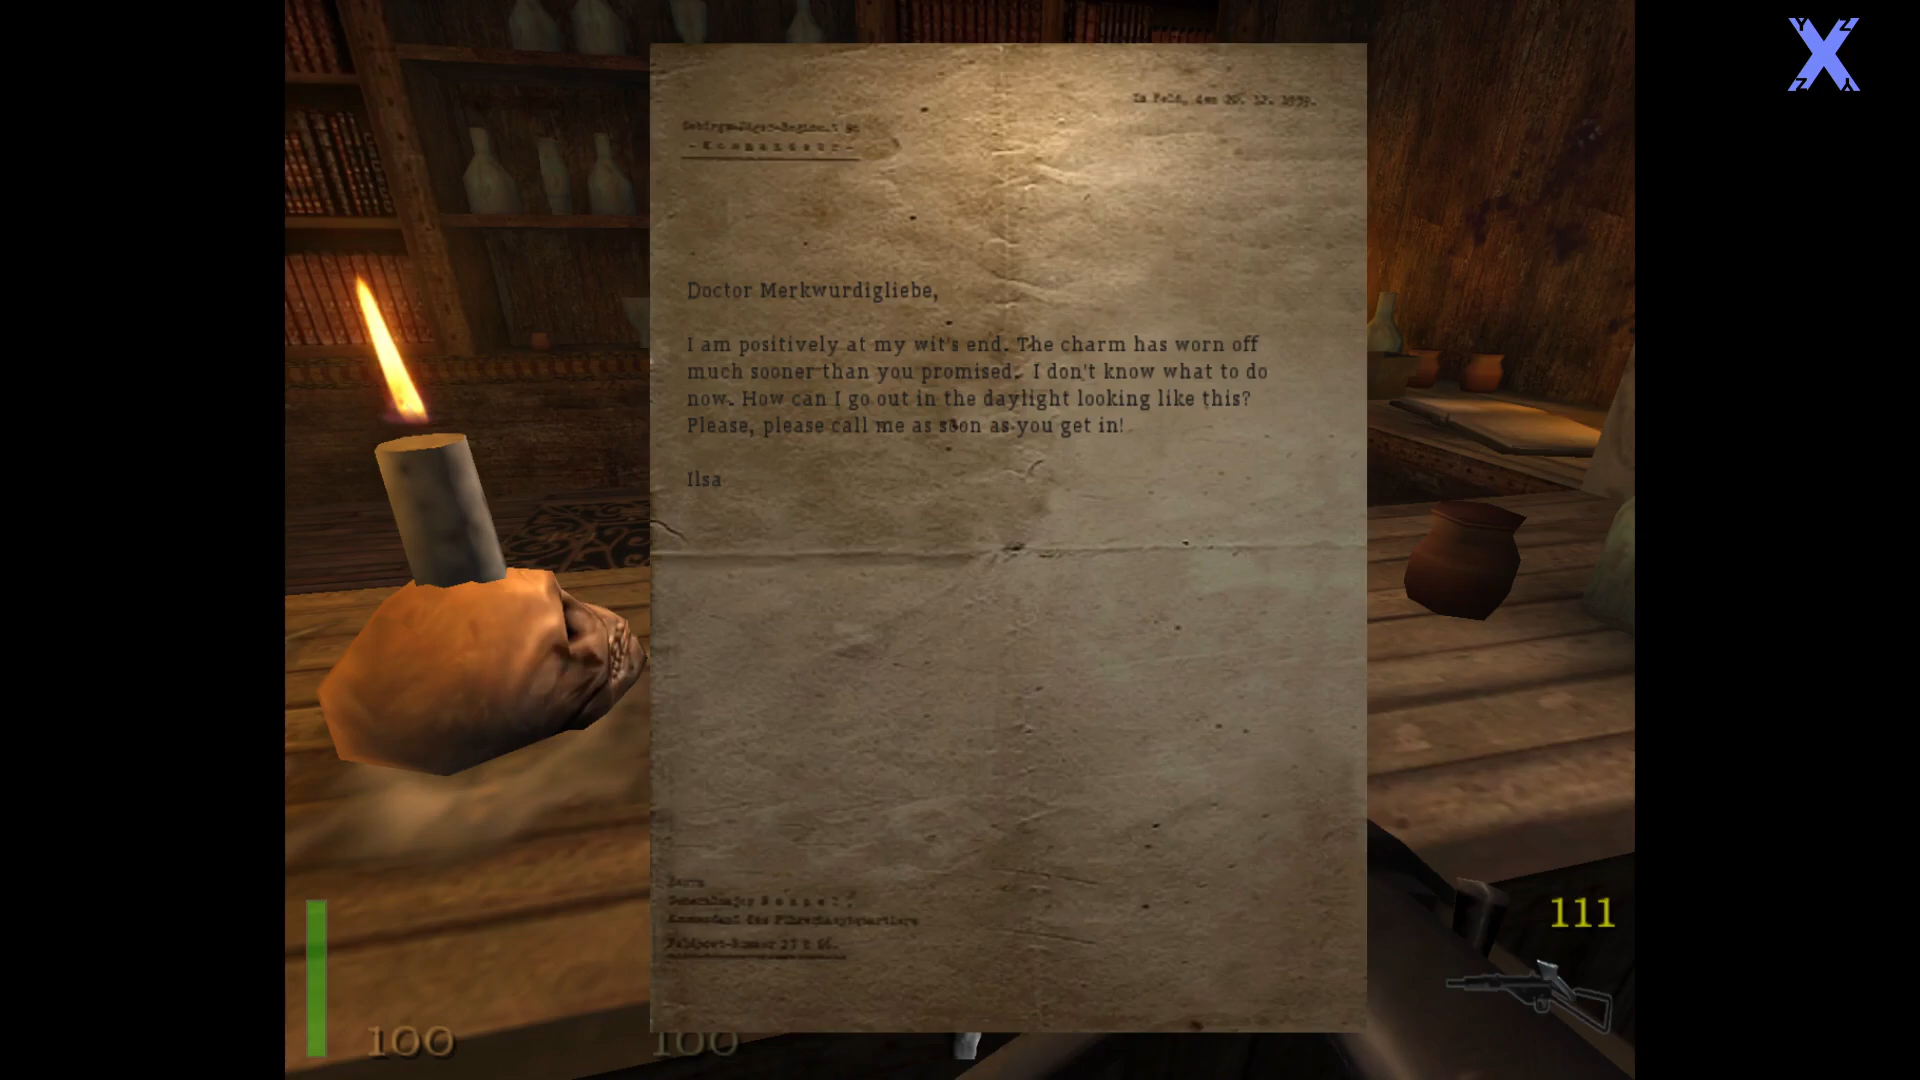 Doctor Merkwurdigliebe,
I am positively at my wit's end. The charm has worn off
much sooner than you promised. I don't know what to do
now. How can I go out in the daylight looking like this?
Please, please call me as soon as you get in!
Ilsa
111
100
100